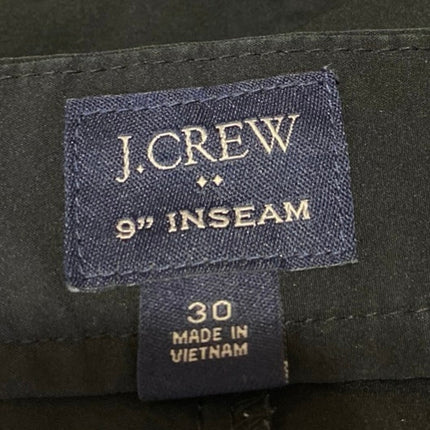 J.CREW
9" INSEAM
30
MADE IN
VIETNAM